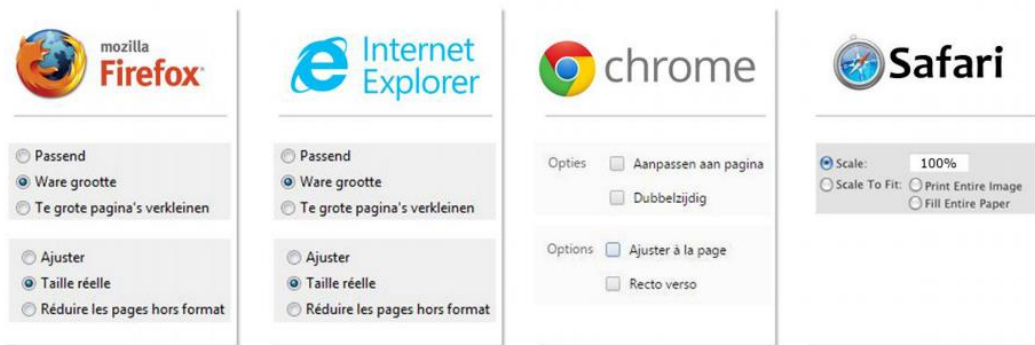 mozilla
Firefox
Passend
Ware grootte
Te grote pagina's verkleinen
Ajuster
Taille réelle
Réduire les pages hors format
Internet
Explorer
Passend
Ware grootte
Te grote pagina's verkleinen
Ajuster
Taille réelle
Réduire les pages hors format
chrome
Opties Aanpassen aan pagina
Dubbelzijdig
Options Ajuster à la page
Recto verso
Safari
Scale: 100%
Scale To Fit: Print Entire Image
Fill Entire Paper